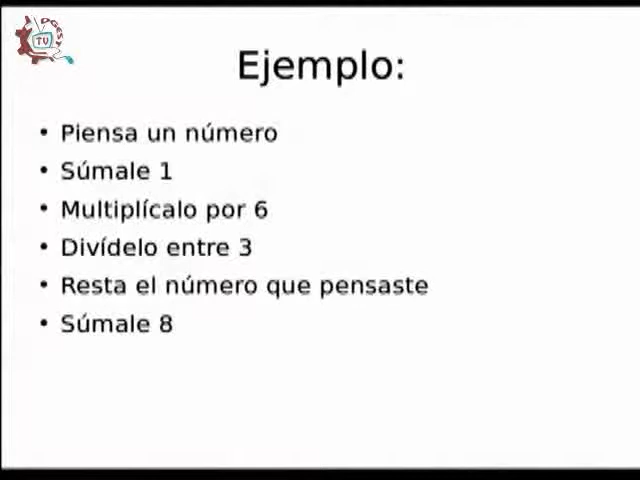 TV
Ejemplo:
• Piensa un número
• Súmale 1
• Multiplícalo por 6
• Divídelo entre 3
• Resta el número que pensaste
• Súmale 8